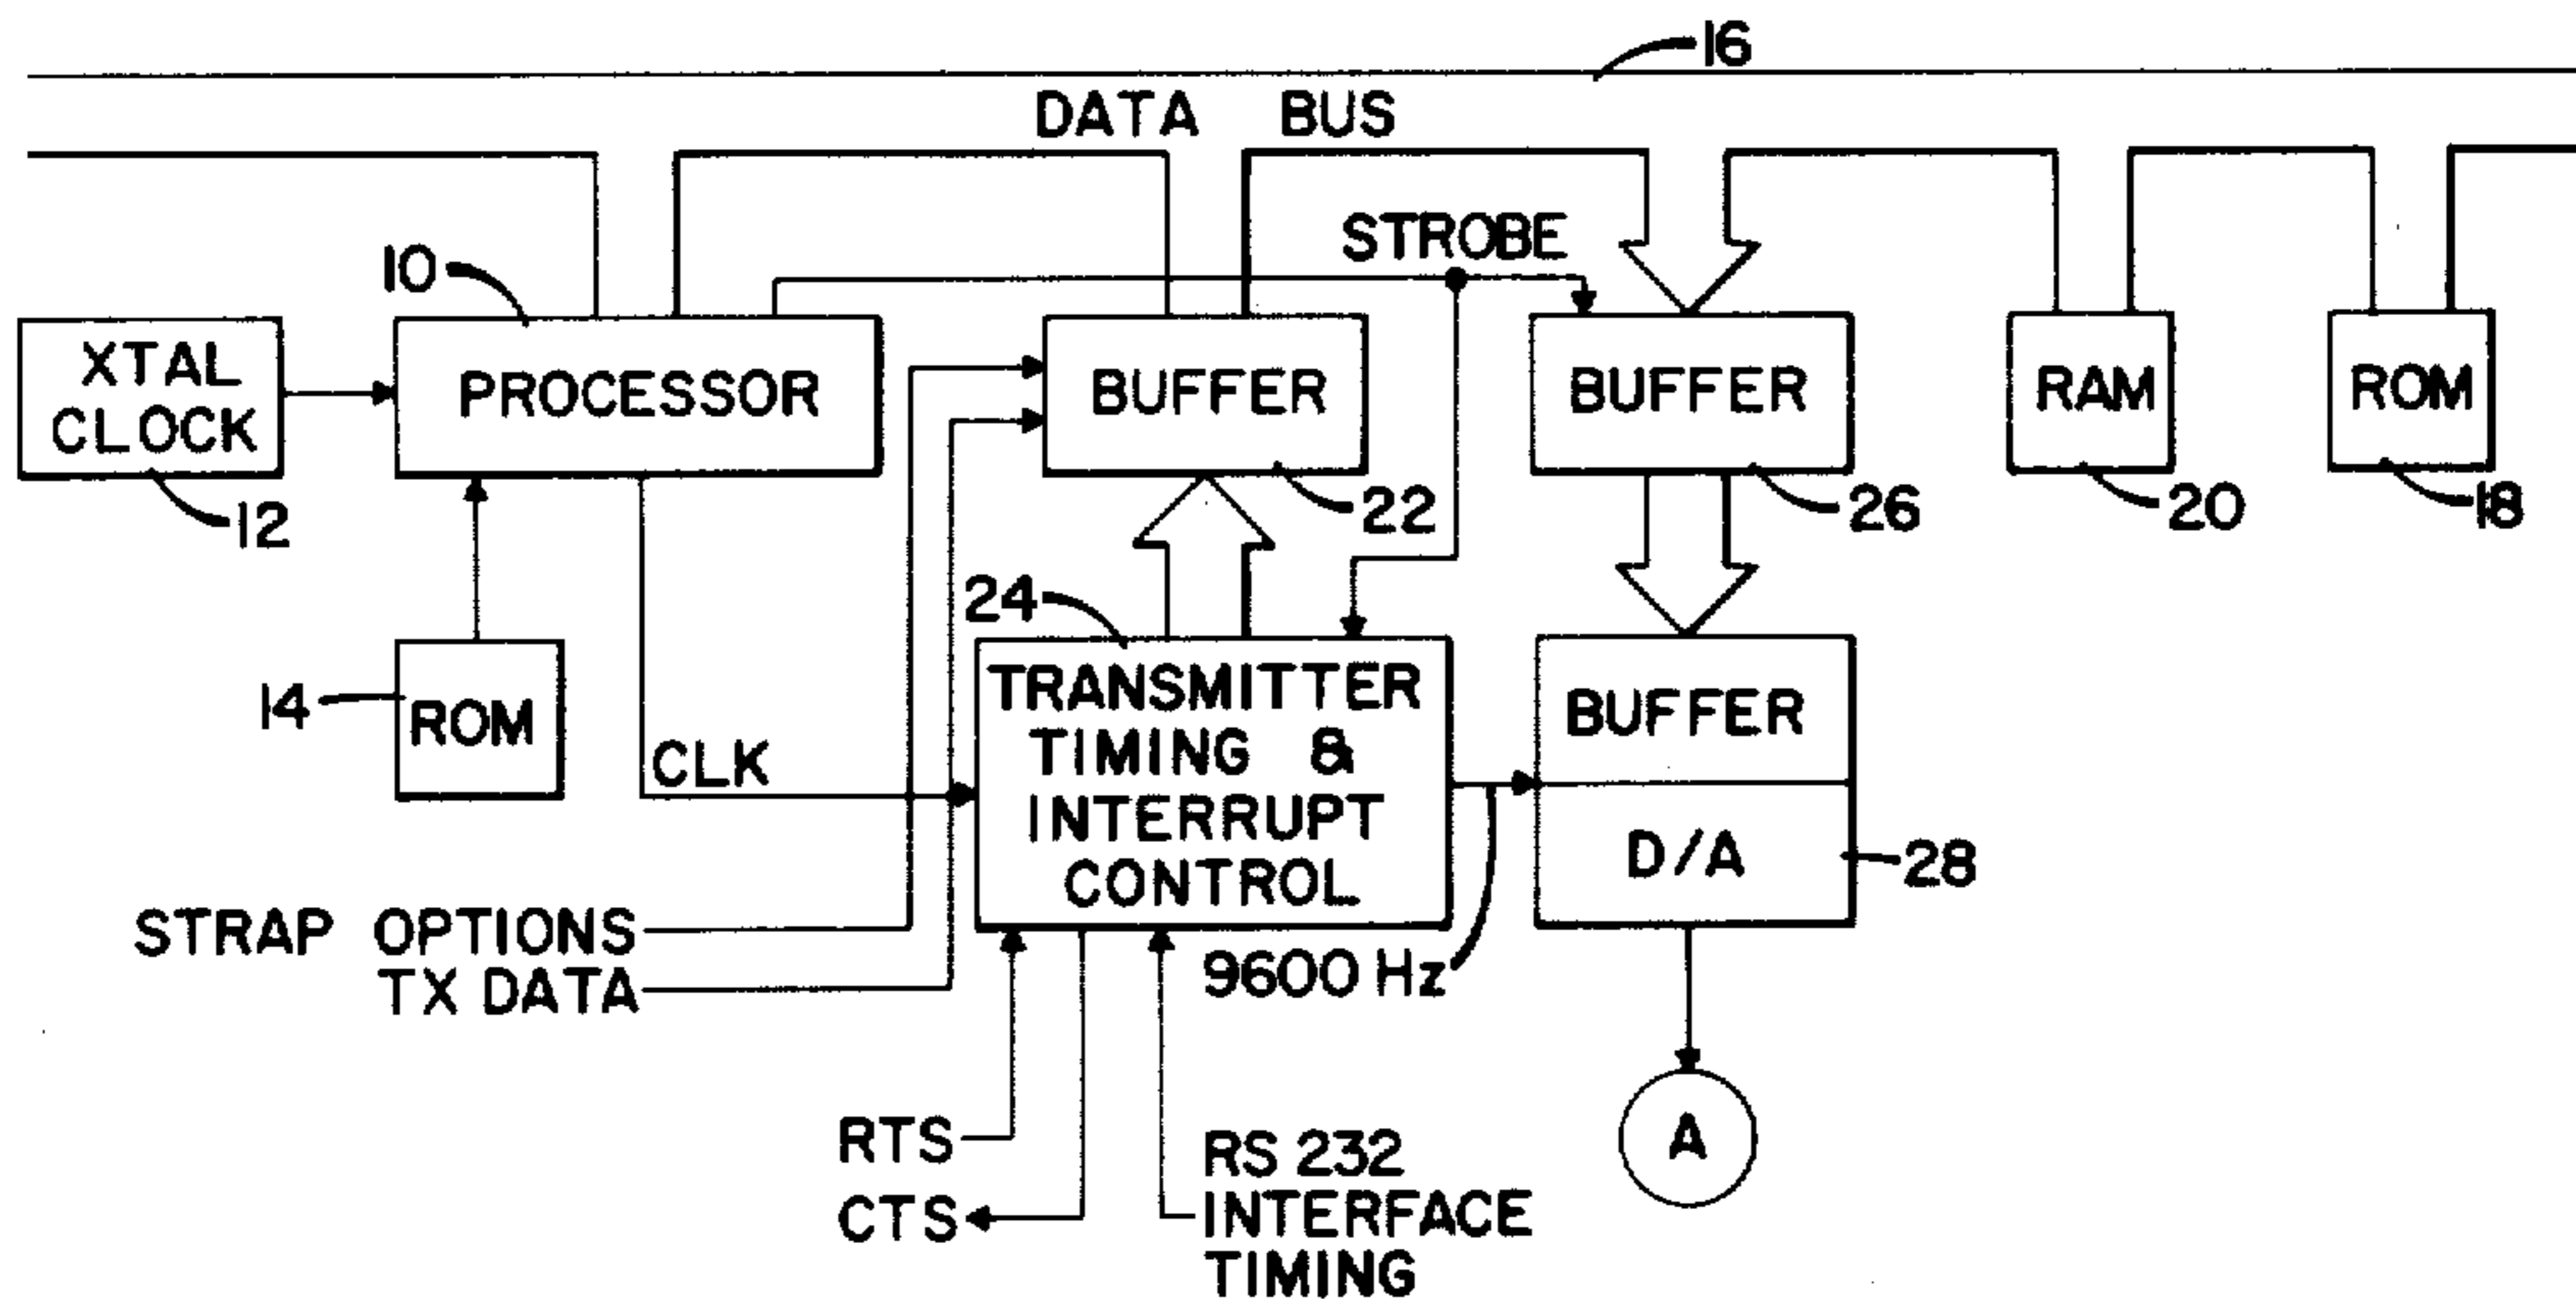 16
DATA BUS
STROBE
10
XTAL
CLOCK
12
PROCESSOR
BUFFER
22
BUFFER
26
RAM
20
ROM
18
14
ROM
CLK
24
TRANSMITTER
TIMING &
INTERRUPT
CONTROL
BUFFER
D/A
28
STRAP OPTIONS
TX DATA
9600 Hz
RTS
CTS
RS 232
INTERFACE
TIMING
A